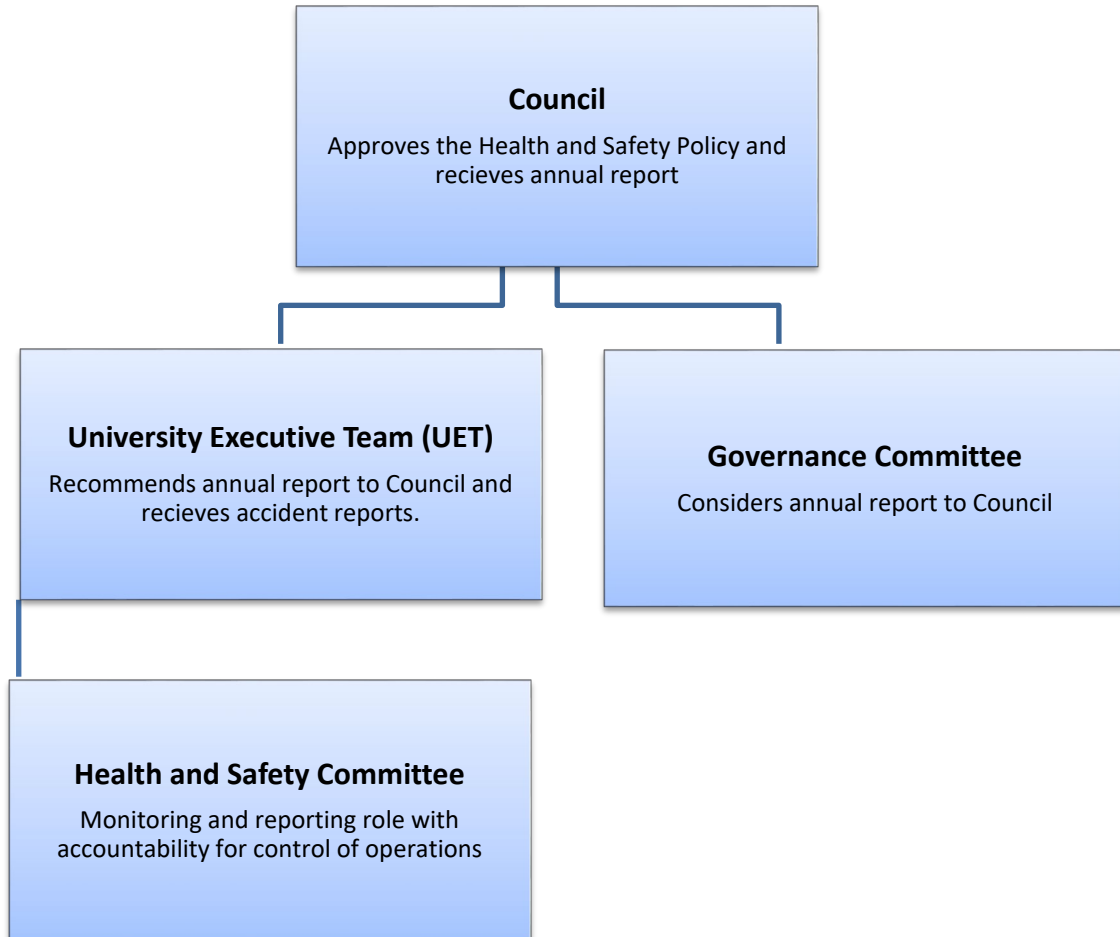 Council
Approves the Health and Safety Policy and
recieves annual report
University Executive Team (UET)
Recommends annual report to Council and
recieves accident reports.
Governance Committee
Considers annual report to Council
Health and Safety Committee
Monitoring and reporting role with
accountability for control of operations